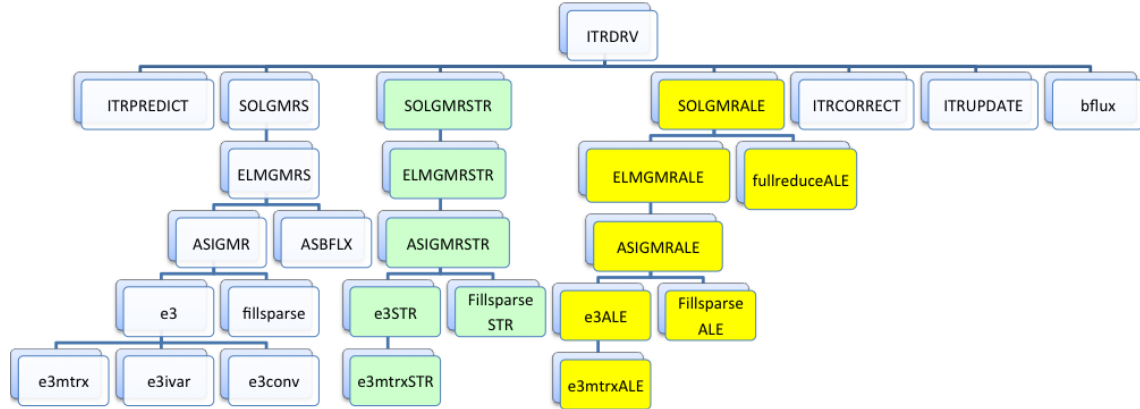 ITRDRV
ITRPREDICT
SOLGMRS
SOLGMRSTR
SOLGMRALE
ITRCORRECT
ITRUPDATE
bflux
ELMGMRS
ELMGMRSTR
ELMGMRALE
fullreduceALE
ASIGMR
ASBFLX
ASIGMRSTR
ASIGMRALE
e3
fillsparse
e3STR
Fillsparse
STR
e3ALE
Fillsparse
ALE
e3mtrx
e3ivar
e3conv
e3mtrxSTR
e3mtrxALE